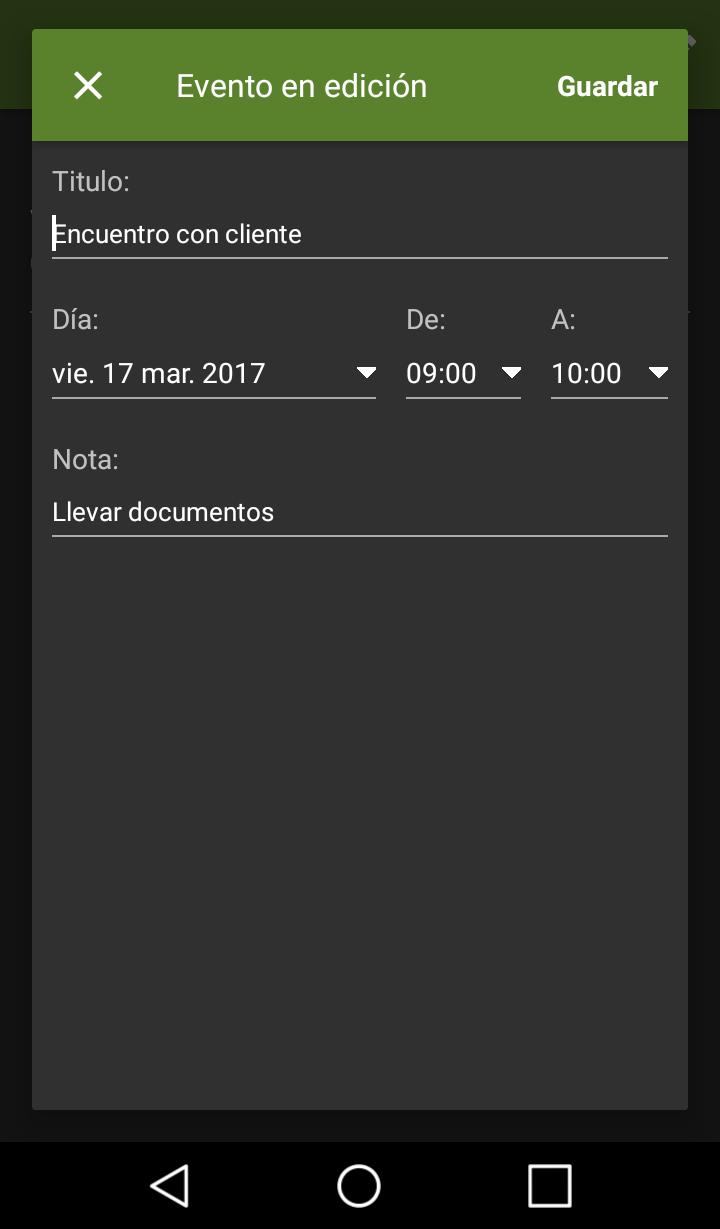 Evento en edición
Guardar
Titulo:
Encuentro con cliente
Día: De: A:
vie. 17 mar. 2017 09:00 10:00
Nota:
Llevar documentos